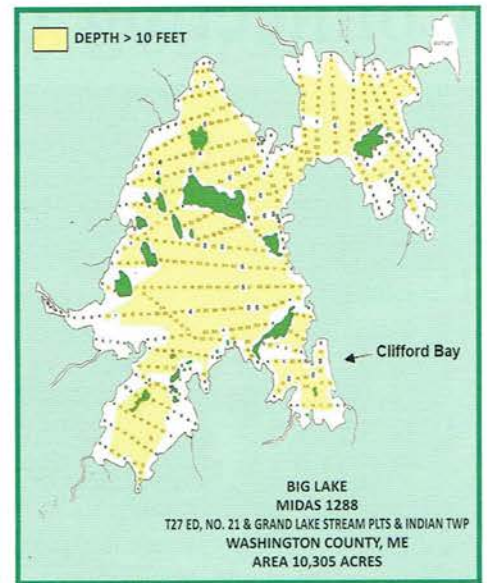 DEPTH > 10 FEET
OUTLET
Clifford Bay
BIG LAKE
MIDAS 1288
T27 ED, NO. 21 & GRAND LAKE STREAM PLTS & INDIAN TWP
WASHINGTON COUNTY, ME
AREA 10,305 ACRES